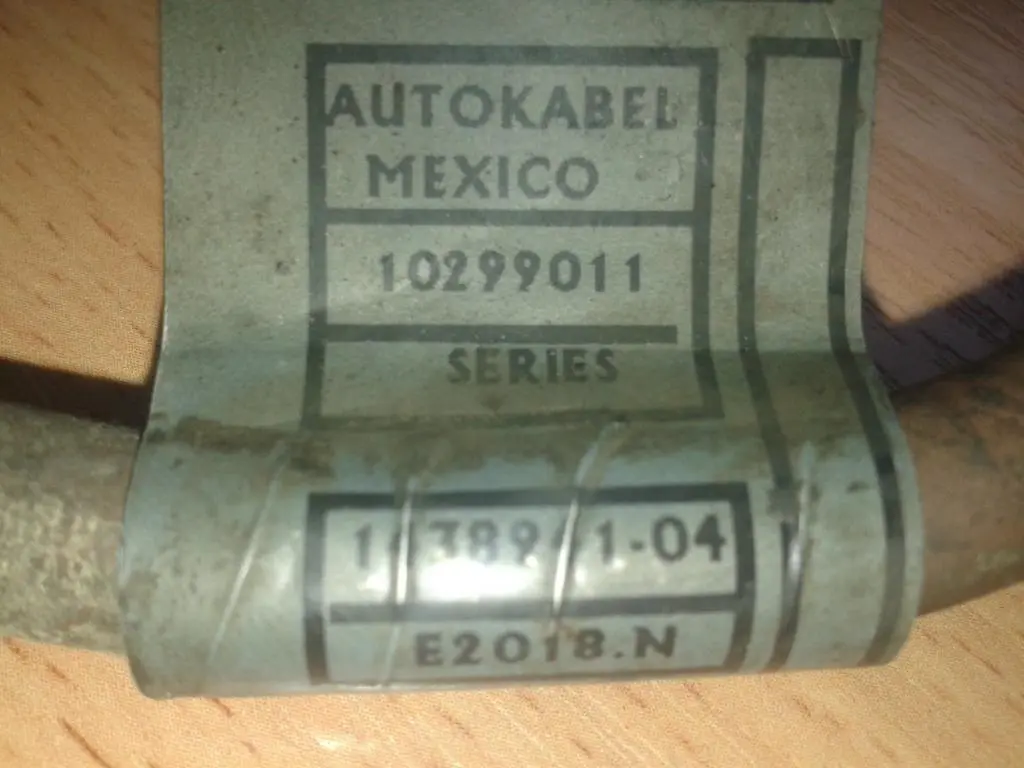 AUTOKABEL
MEXICO
10299011
SERIES
E2018.N